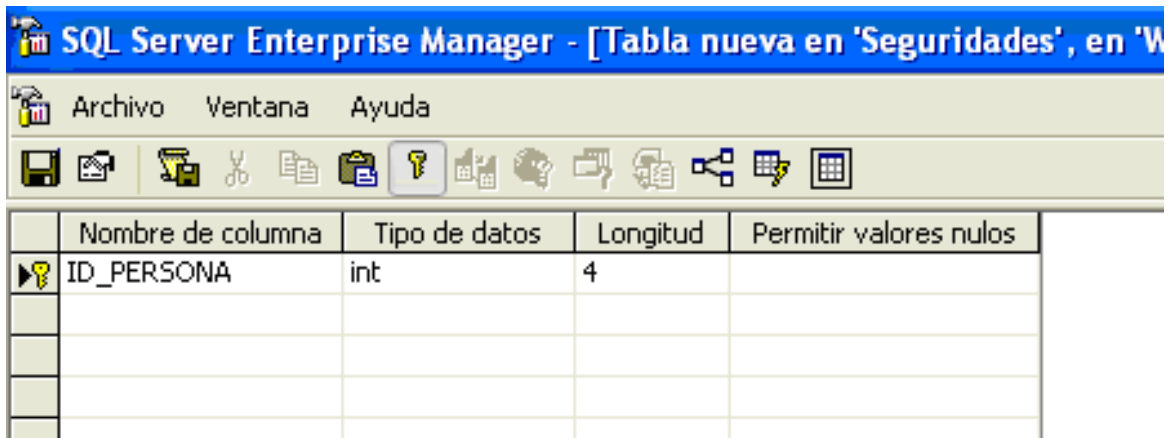 SQL Server Enterprise Manager - [Tabla nueva en 'Seguridades', en 'W
Archivo Ventana Ayuda
Nombre de columna Tipo de datos Longitud Permitir valores nulos
ID_PERSONA int 4